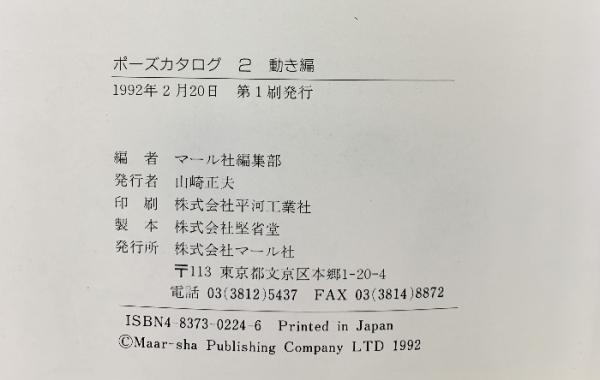 ポーズカタログ 2 動き編
1992年2月20日 第1刷発行
編 者 マール社編集部
発行者 山崎正夫
印 刷 株式会社平河工業社
製 本 株式会社堅省堂
発行所 株式会社マール社
〒113 東京都文京区本郷1-20-4
電話 03(3812)5437 FAX 03(3814)8872
ISBN4-8373-0224-6 Printed in Japan
©Maar-sha Publishing Company LTD 1992